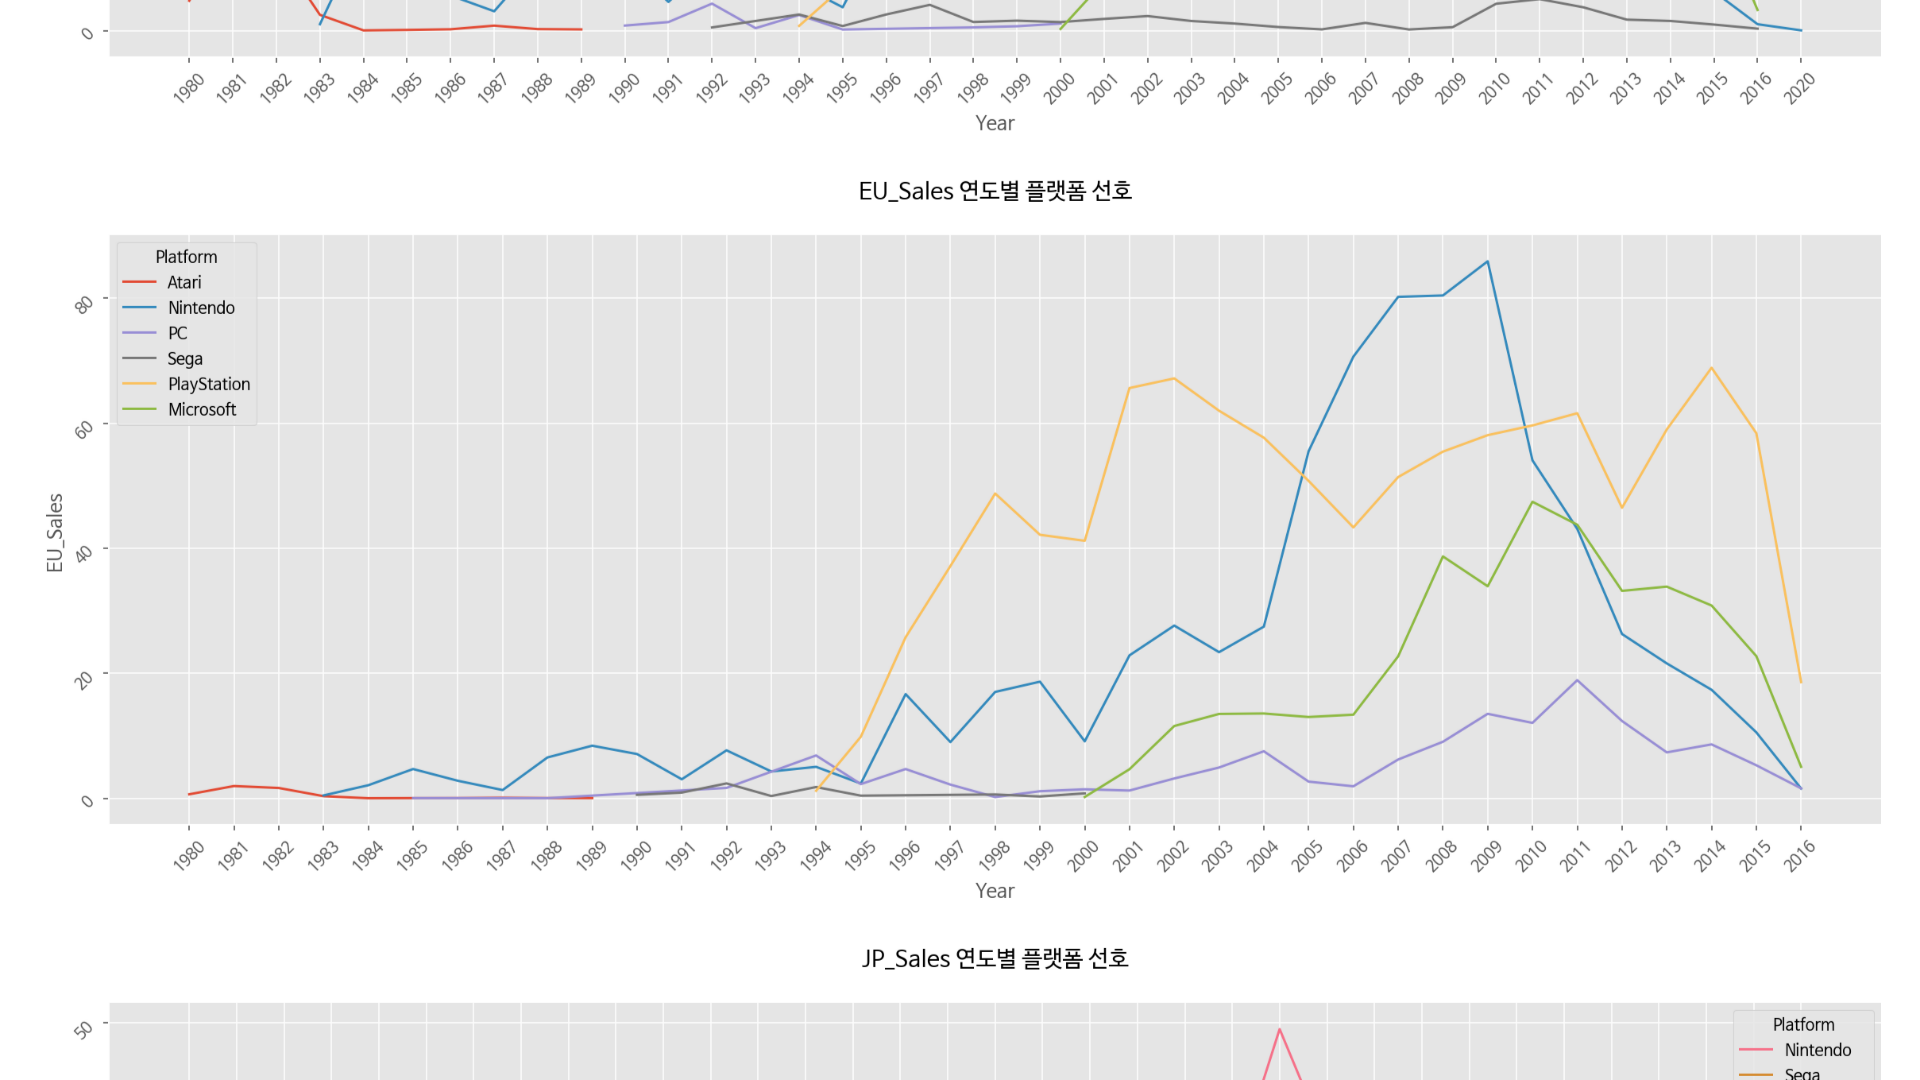 0
1980 1981 1982 1983 1984 1985 1986 1987 1988 1989 1990 1991 1992 1993 1994 1995 1996 1997 1998 1999 2000 2001 2002 2003 2004 2005 2006 2007 2008 2009 2010 2011 2012 2013 2014 2015 2016 2020
Year
EU_Sales 연도별 플랫폼 선호
Platform
Atari
Nintendo
PC
Sega
PlayStation
Microsoft
80
60
40
20
0
EU_Sales
1980 1981 1982 1983 1984 1985 1986 1987 1988 1989 1990 1991 1992 1993 1994 1995 1996 1997 1998 1999 2000 2001 2002 2003 2004 2005 2006 2007 2008 2009 2010 2011 2012 2013 2014 2015 2016
Year
JP_Sales 연도별 플랫폼 선호
50
Platform
Nintendo
Sega